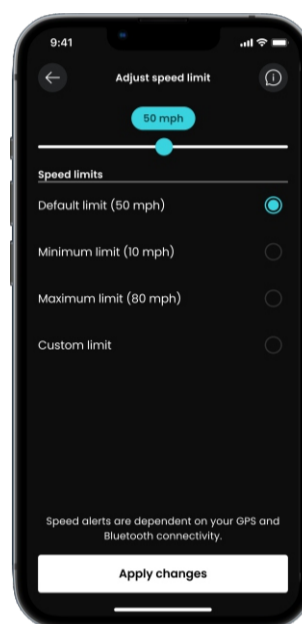 9:41
Adjust speed limit
50 mph
Speed limits
Default limit (50 mph)
Minimum limit (10 mph)
Maximum limit (80 mph)
Custom limit
Speed alerts are dependent on your GPS and
Bluetooth connectivity.
Apply changes